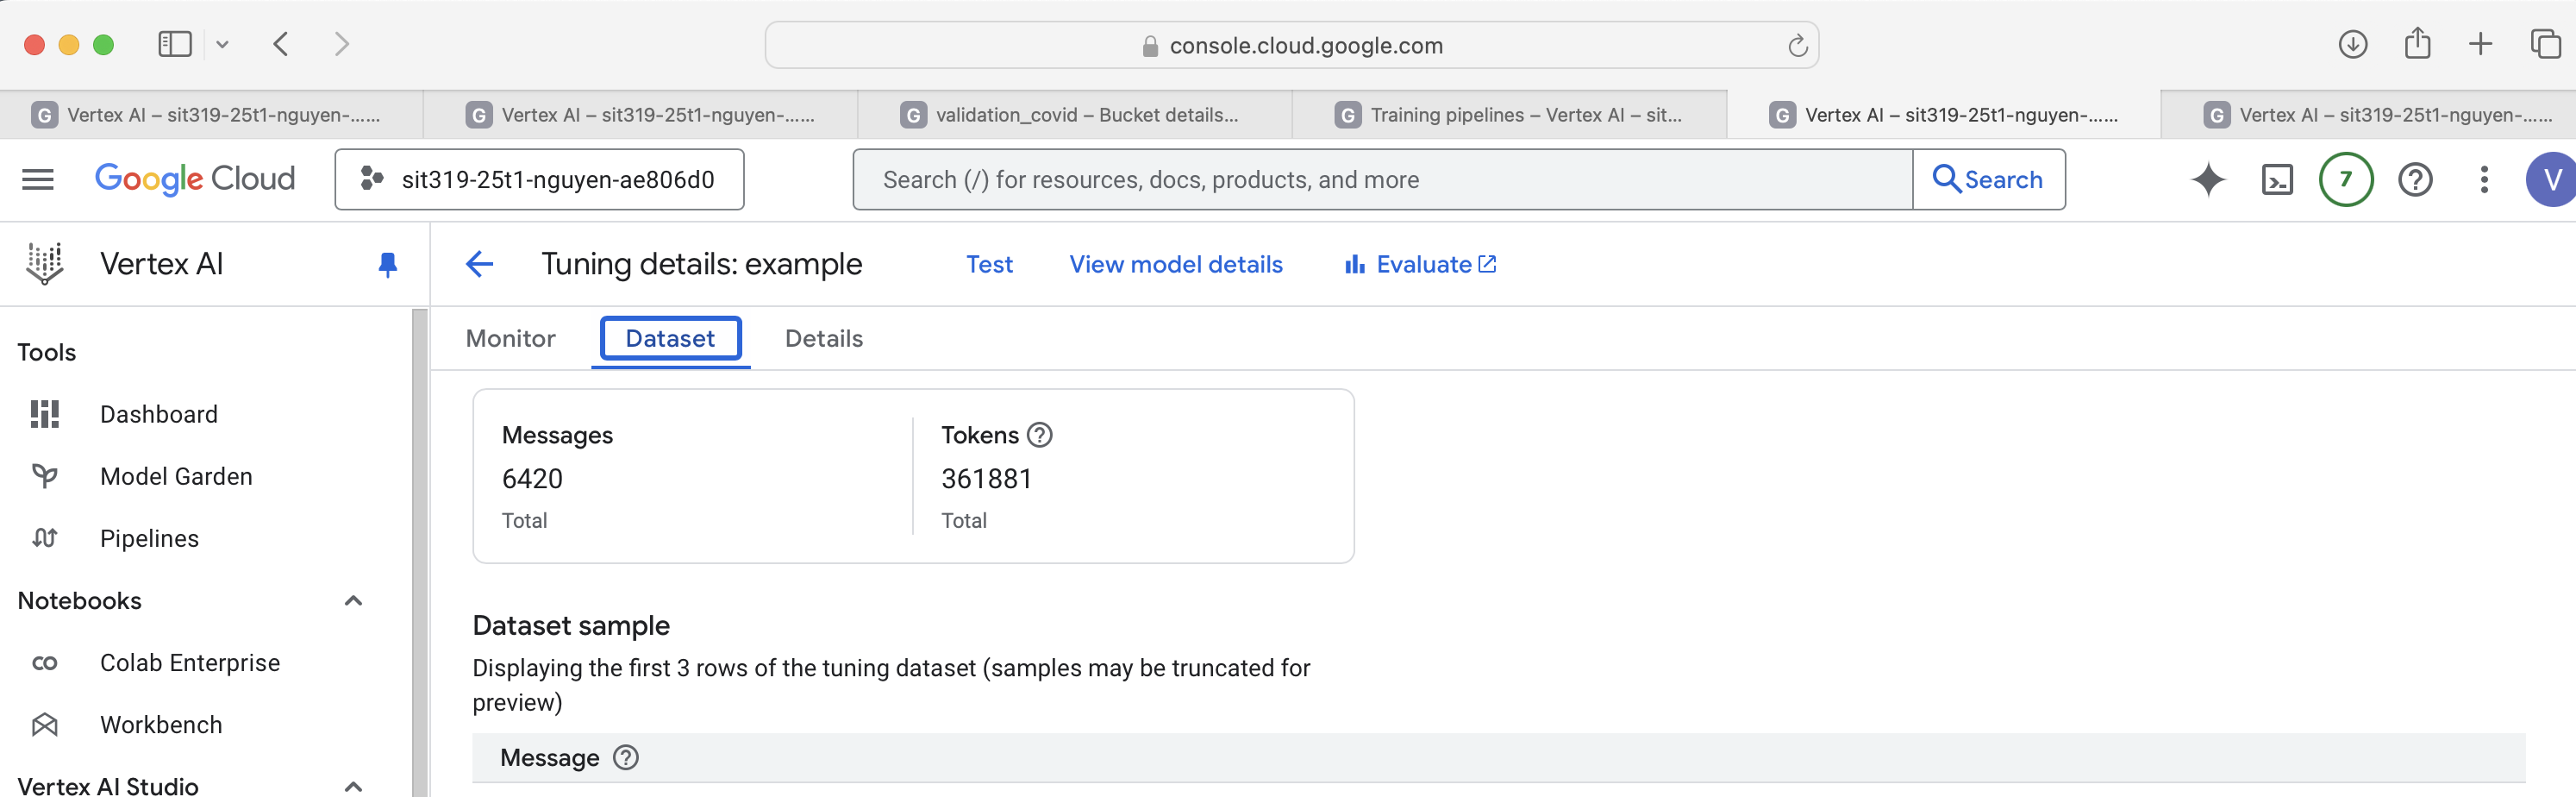 console.cloud.google.com
G Vertex AI – sit319-25t1-nguyen-......
G Vertex AI – sit319-25t1-nguyen-......
G validation_covid – Bucket details...
G Training pipelines – Vertex AI – sit...
G Vertex AI – sit319-25t1-nguyen-......
G Vertex AI – sit319-25t1-nguyen-......
Google Cloud
sit319-25t1-nguyen-ae806d0
Search (/) for resources, docs, products, and more
Search
7
V
Vertex AI
Tuning details: example
Test
View model details
Evaluate
Monitor
Dataset
Details
Tools
Dashboard
Model Garden
Pipelines
Notebooks
Colab Enterprise
Workbench
Vertex AI Studio
Messages
6420
Total
Tokens
361881
Total
Dataset sample
Displaying the first 3 rows of the tuning dataset (samples may be truncated for
preview)
Message